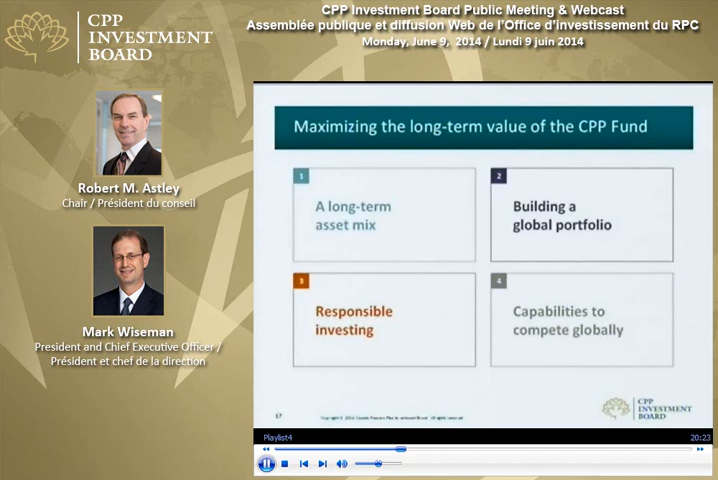 CPP
INVESTMENT
BOARD
CPP Investment Board Public Meeting & Webcast
Assemblée publique et diffusion Web de l'Office d'investissement du RPC
Monday, June 9, 2014 / Lundi 9 juin 2014
Robert M. Astley
Chair / Président du conseil
Mark Wiseman
President and Chief Executive Officer /
Président et chef de la direction
Maximizing the long-term value of the CPP Fund
1
A long-term
asset mix
2
Building a
global portfolio
3
Responsible
investing
4
Capabilities to
compete globally
17
CPP
INVESTMENT
BOARD
Playlist4
20:23